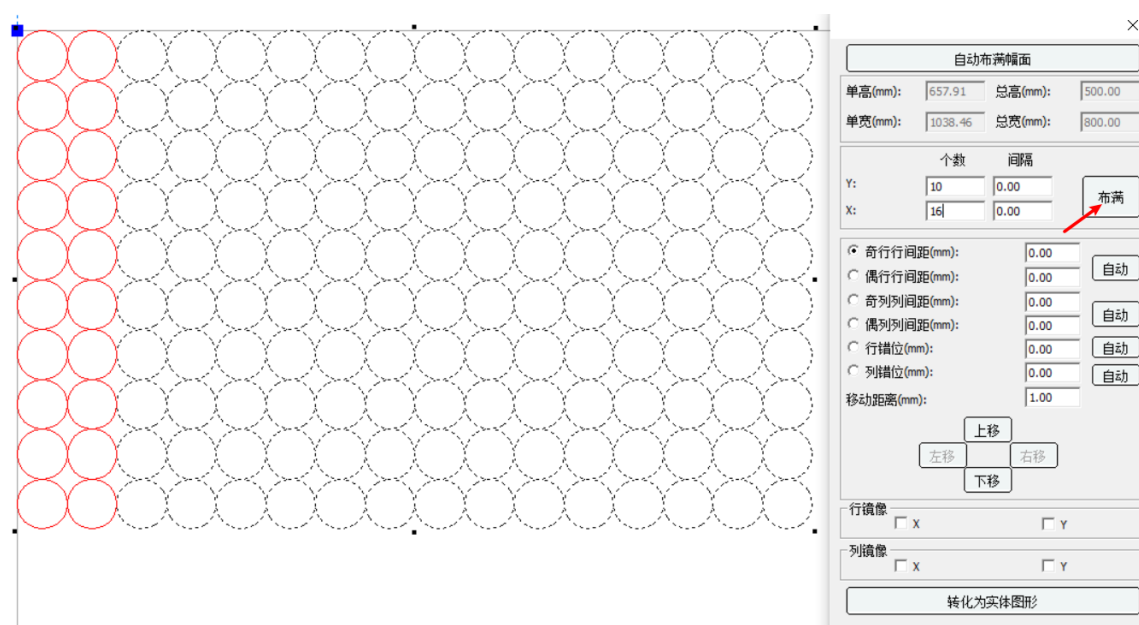 自动布满幅面
单高(mm): 657.91 总高(mm): 500.00
单宽(mm): 1038.46 总宽(mm): 800.00
个数 间隔
Y: 10 0.00
布满
X: 16 0.00
奇行行间距(mm): 0.00
自动
偶行行间距(mm): 0.00
奇列列间距(mm): 0.00
自动
偶列列间距(mm): 0.00
行错位(mm): 0.00 自动
列错位(mm): 0.00 自动
移动距离(mm): 1.00
上移
左移 右移
下移
行镜像
X Y
列镜像
X Y
转化为实体图形